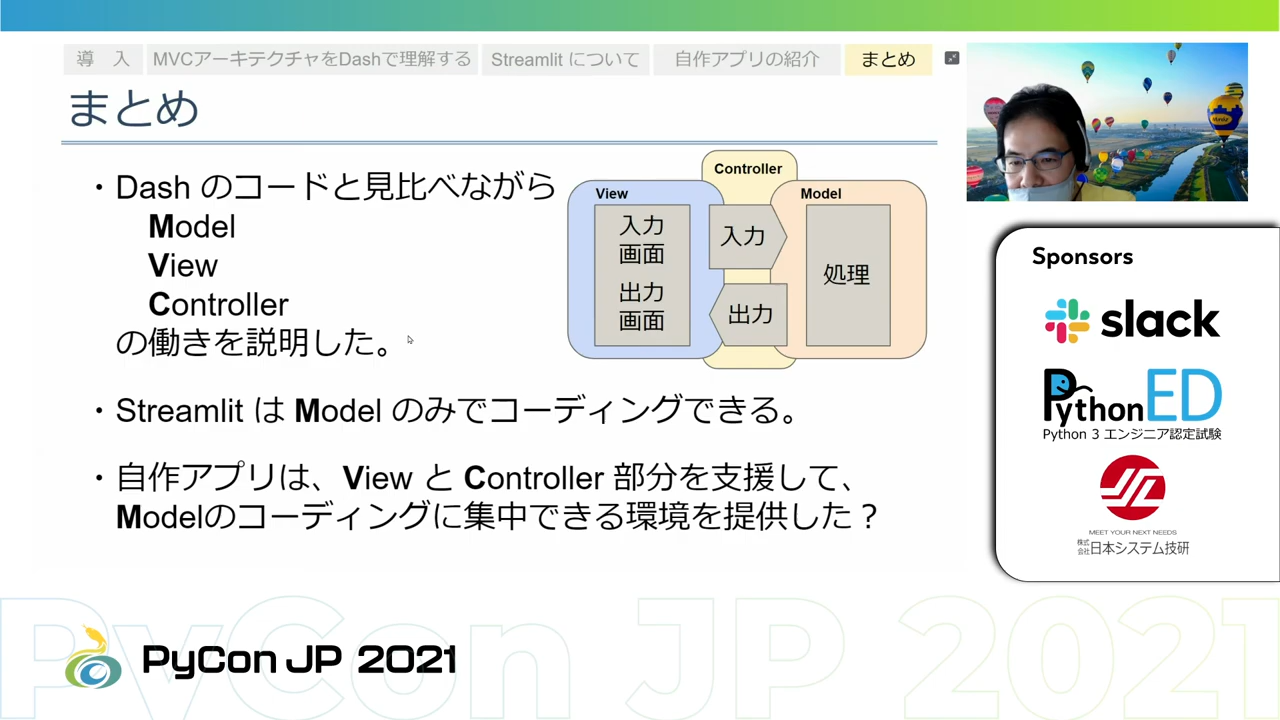 導 入
MVCアーキテクチャをDashで理解する
Streamlit について
自作アプリの紹介
まとめ
まとめ
・Dash のコードと見比べながら
Model
View
Controller
の働きを説明した。
・Streamlit は Model のみでコーディングできる。
・自作アプリは、View と Controller 部分を支援して、
Modelのコーディングに集中できる環境を提供した？
Controller
View
Model
入力
画面
出力
画面
入力
出力
処理
Sponsors
slack
PythonED
Python 3 エンジニア認定試験
MEET YOUR NEXT NEEDS
株式
会社
日本システム技研
PyCon JP 2021
PyCon JP 2021